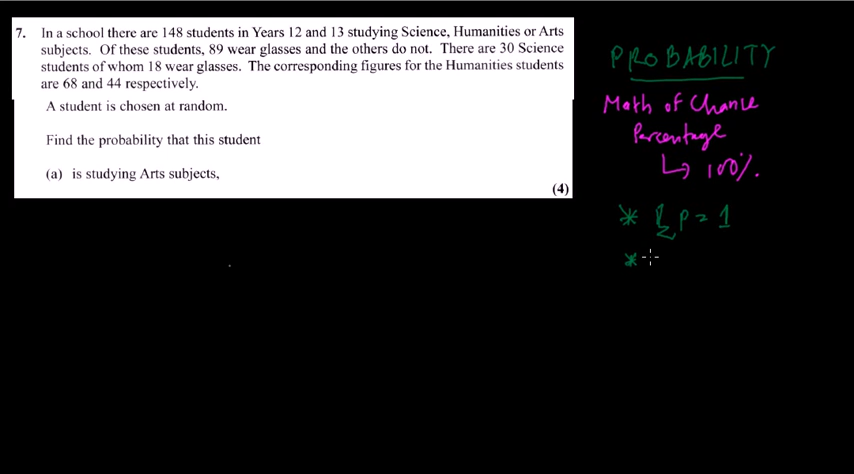 7. In a school there are 148 students in Years 12 and 13 studying Science, Humanities or Arts
subjects. Of these students, 89 wear glasses and the others do not. There are 30 Science
students of whom 18 wear glasses. The corresponding figures for the Humanities students
are 68 and 44 respectively.
A student is chosen at random.
Find the probability that this student
(a) is studying Arts subjects,
(4)
PROBABILITY
Math of Chance
Percentage
↳ 100%.
* Σp = 1
*